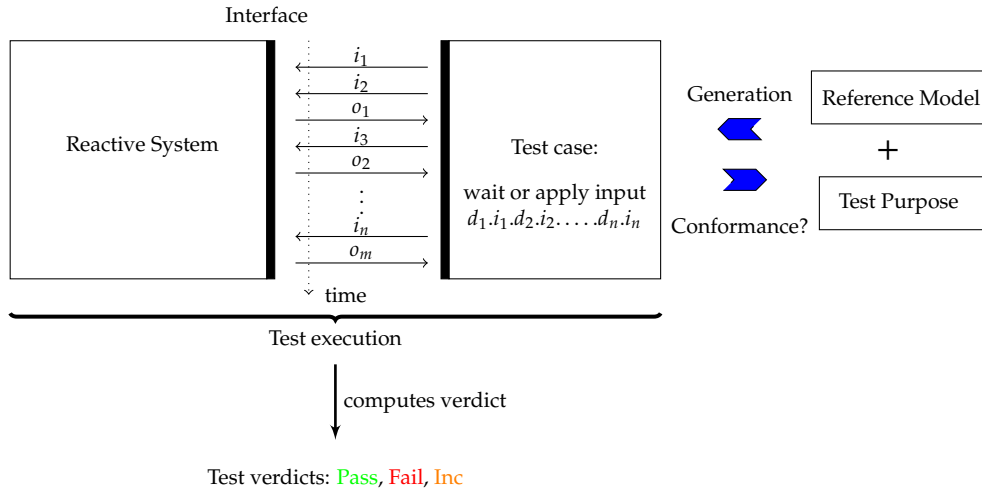 Interface
i₁
i₂
o₁
i₃
o₂
⋮
iₙ
oₘ
time
Reactive System
Test case:
wait or apply input
d₁.i₁.d₂.i₂.....dₙ.iₙ
Generation
Conformance?
Reference Model
+
Test Purpose
Test execution
computes verdict
Test verdicts: Pass, Fail, Inc